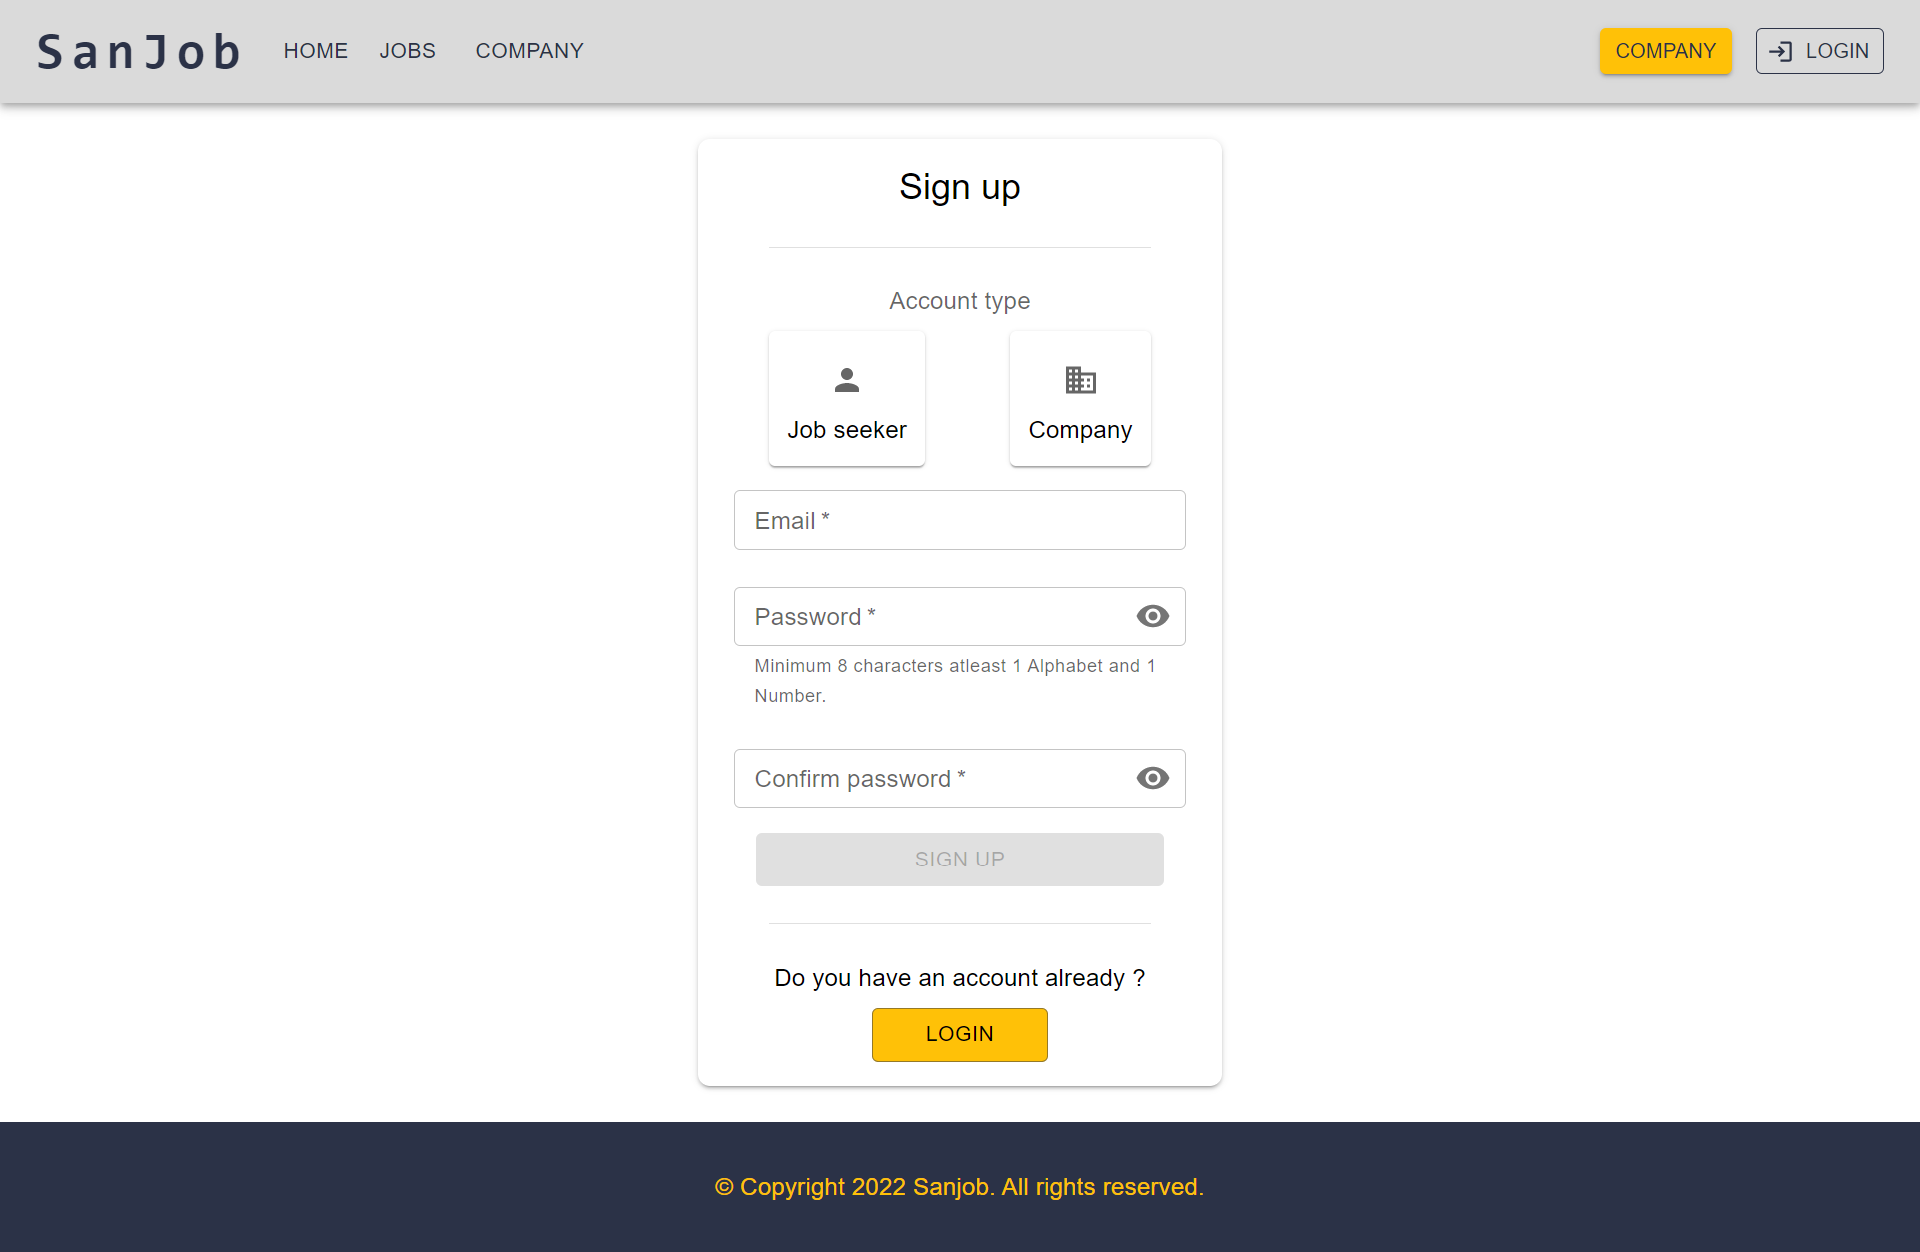 SanJob HOME JOBS COMPANY COMPANY LOGIN
Sign up
Account type
Job seeker Company
Email *
Password *
Minimum 8 characters atleast 1 Alphabet and 1
Number.
Confirm password *
SIGN UP
Do you have an account already ?
LOGIN
© Copyright 2022 Sanjob. All rights reserved.